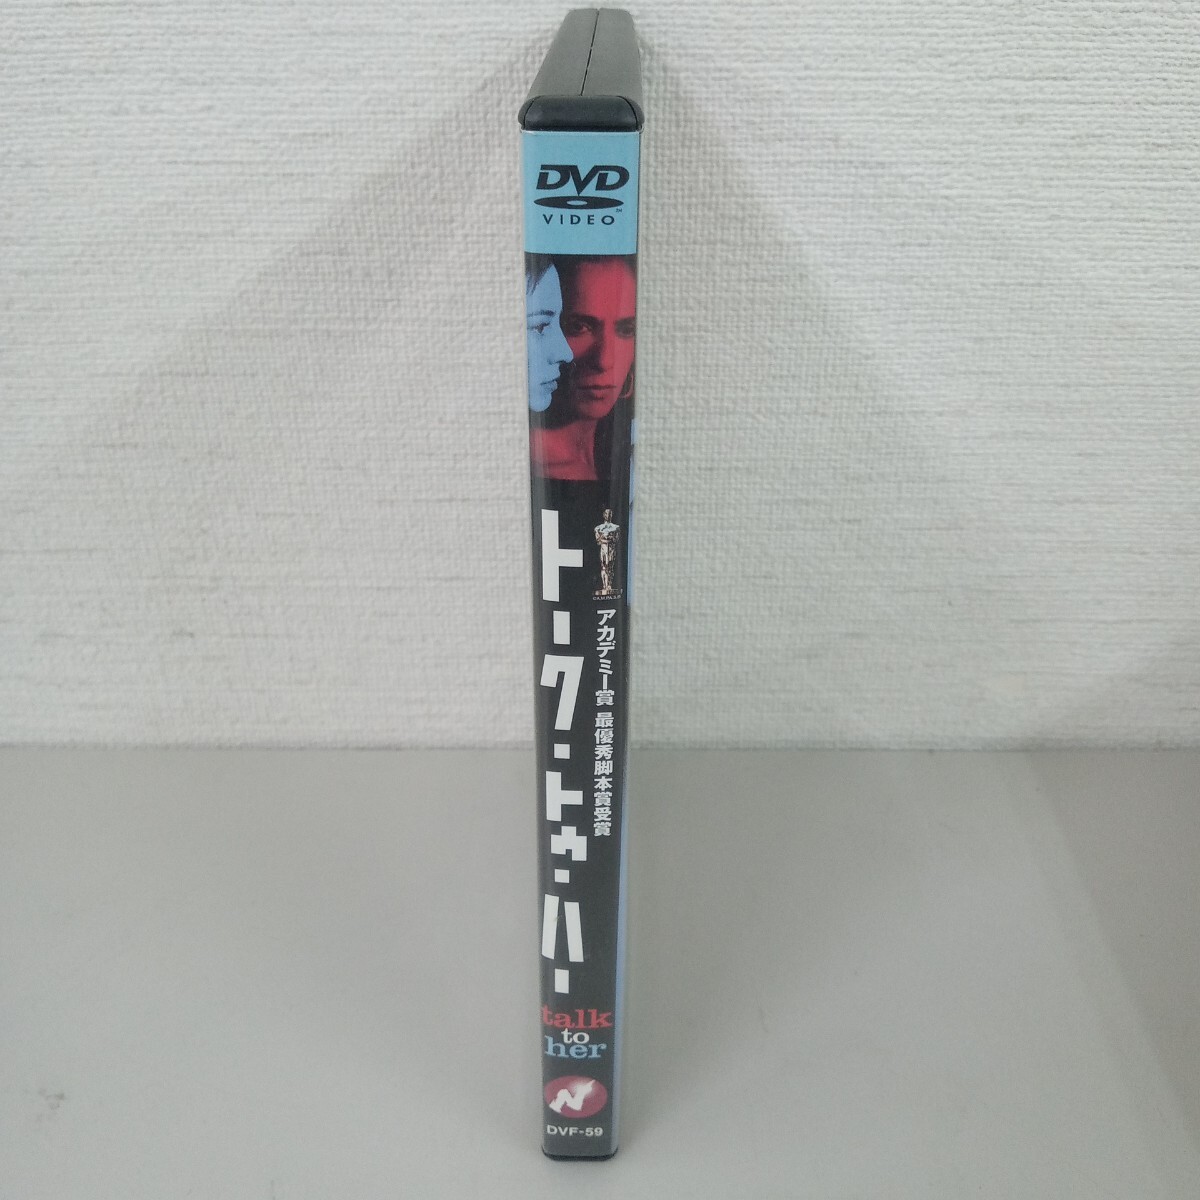 DVD
VIDEO
トーク・トゥ・ハー
アカデミー賞 最優秀脚本賞受賞
talk
to
her
N
DVF-59